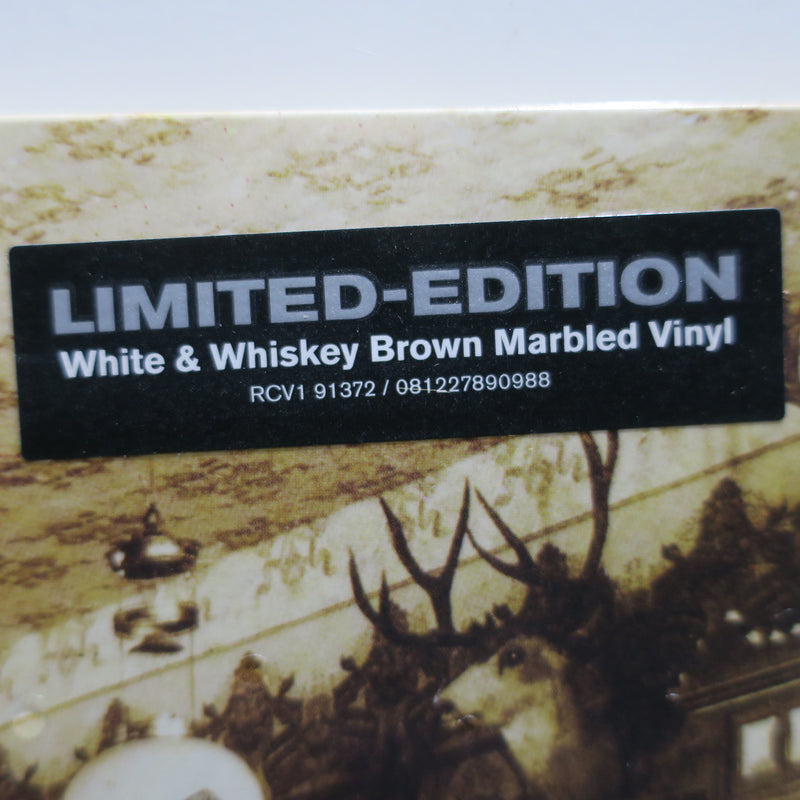 LIMITED-EDITION
White & Whiskey Brown Marbled Vinyl
RCV1 91372 / 081227890988